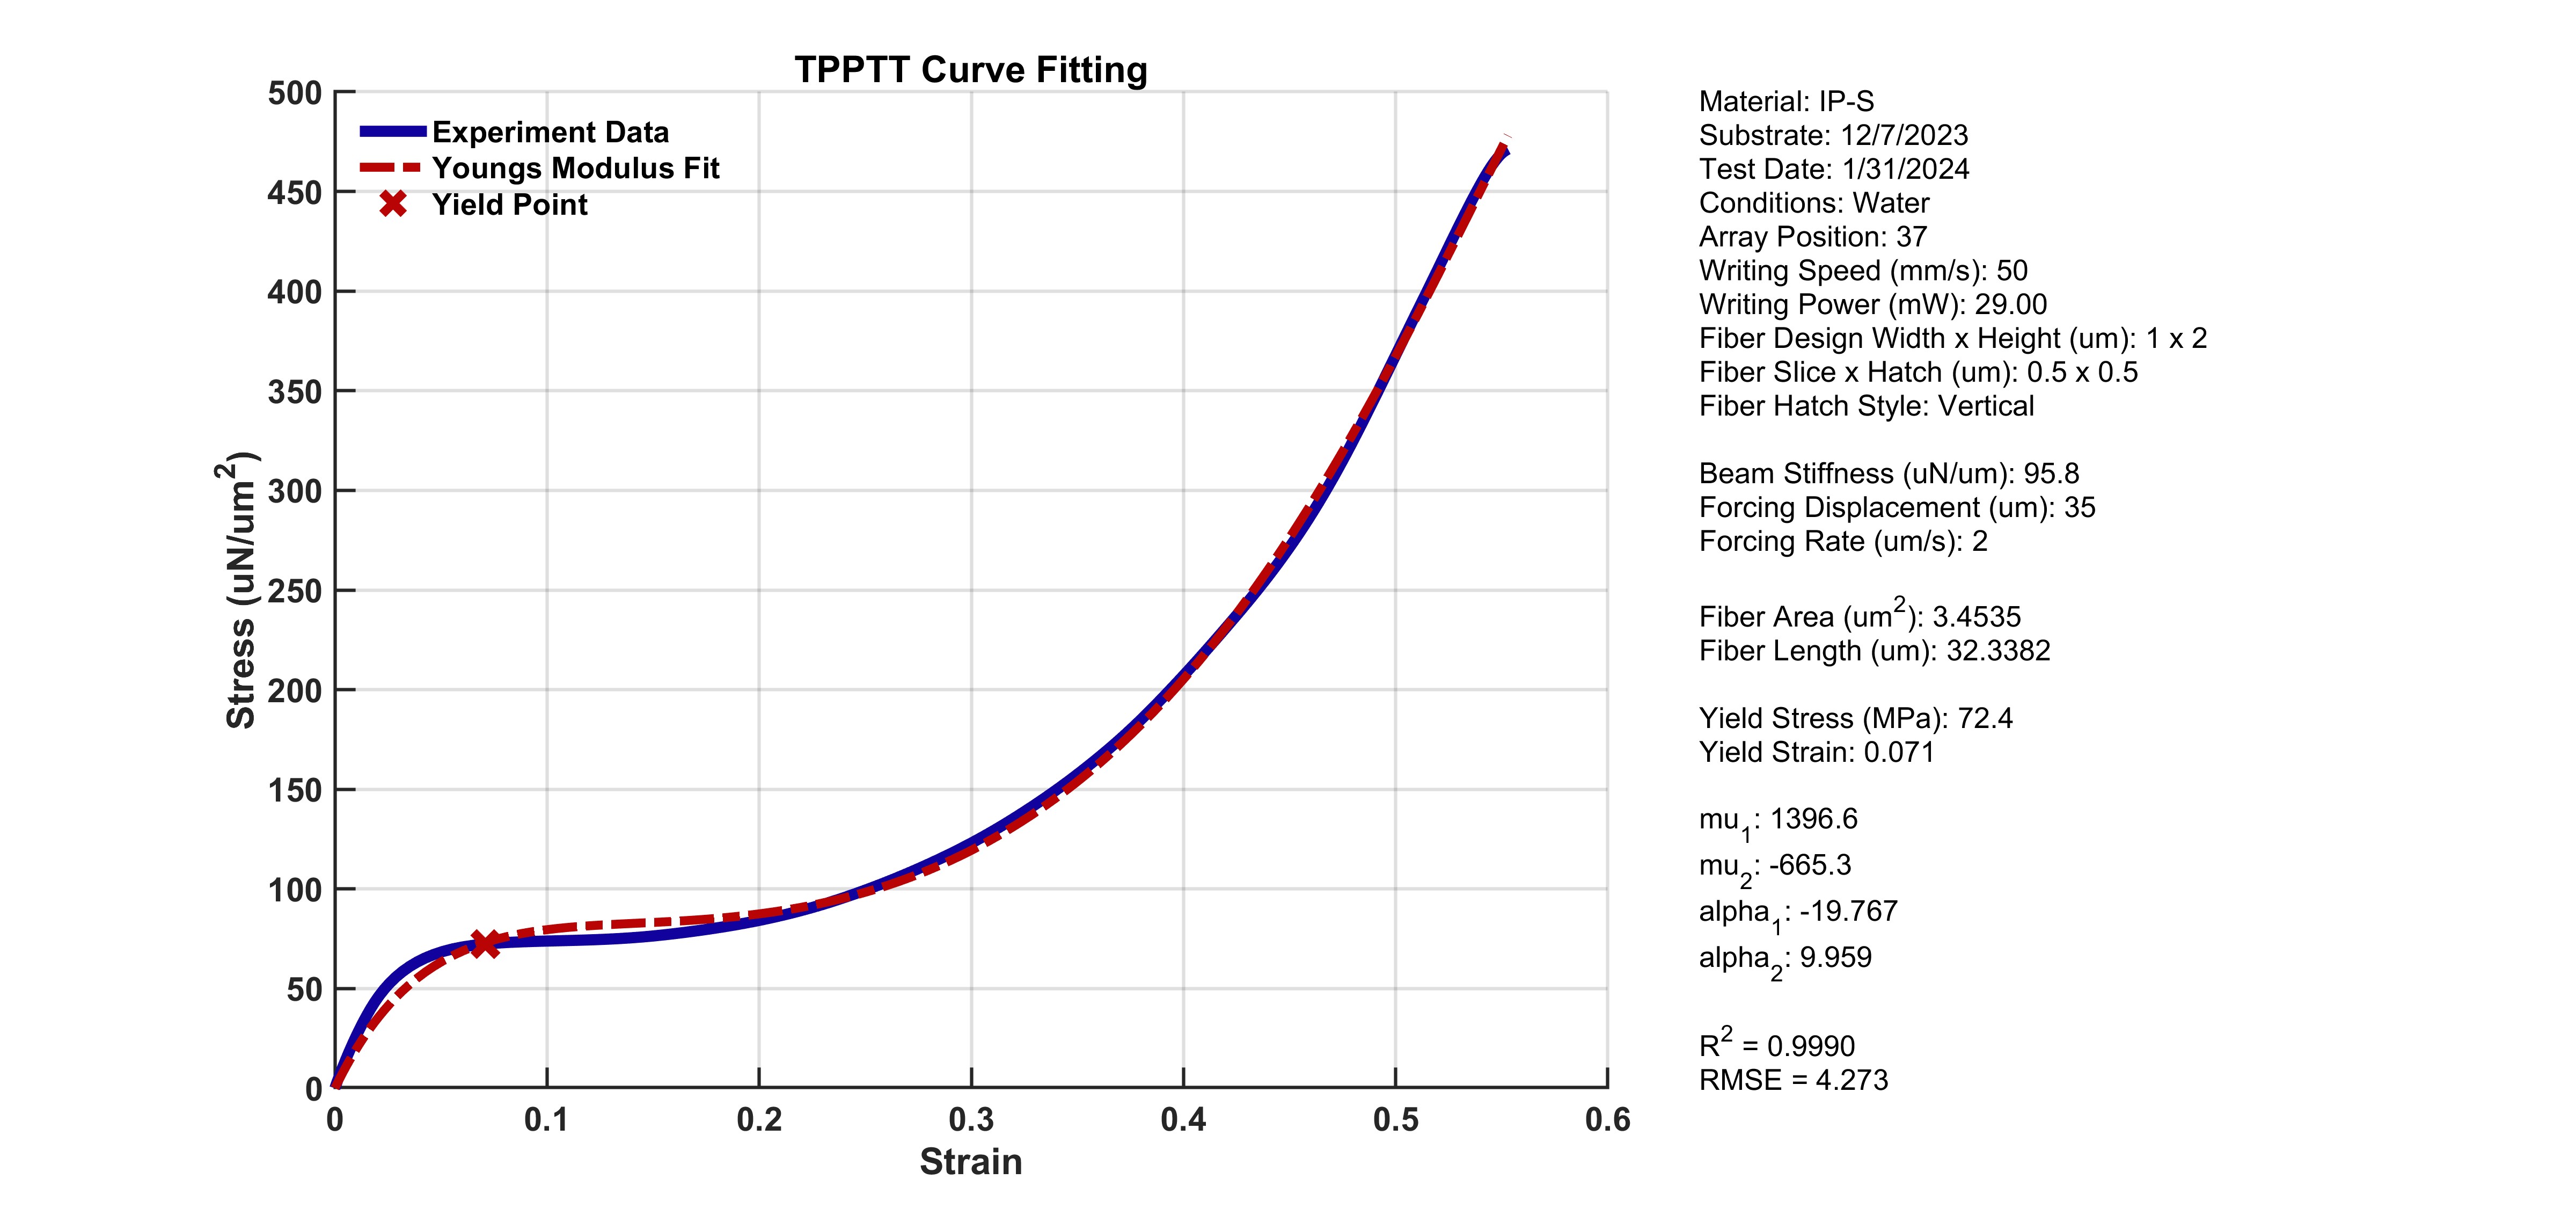 TPPTT Curve Fitting
500
450
400
350
300
250
200
150
100
50
0
Stress (uN/um²)
Experiment Data
Youngs Modulus Fit
Yield Point
0 0.1 0.2 0.3 0.4 0.5 0.6
Strain
Material: IP-S
Substrate: 12/7/2023
Test Date: 1/31/2024
Conditions: Water
Array Position: 37
Writing Speed (mm/s): 50
Writing Power (mW): 29.00
Fiber Design Width x Height (um): 1 x 2
Fiber Slice x Hatch (um): 0.5 x 0.5
Fiber Hatch Style: Vertical
Beam Stiffness (uN/um): 95.8
Forcing Displacement (um): 35
Forcing Rate (um/s): 2
Fiber Area (um²): 3.4535
Fiber Length (um): 32.3382
Yield Stress (MPa): 72.4
Yield Strain: 0.071
mu₁: 1396.6
mu₂: -665.3
alpha₁: -19.767
alpha₂: 9.959
R² = 0.9990
RMSE = 4.273